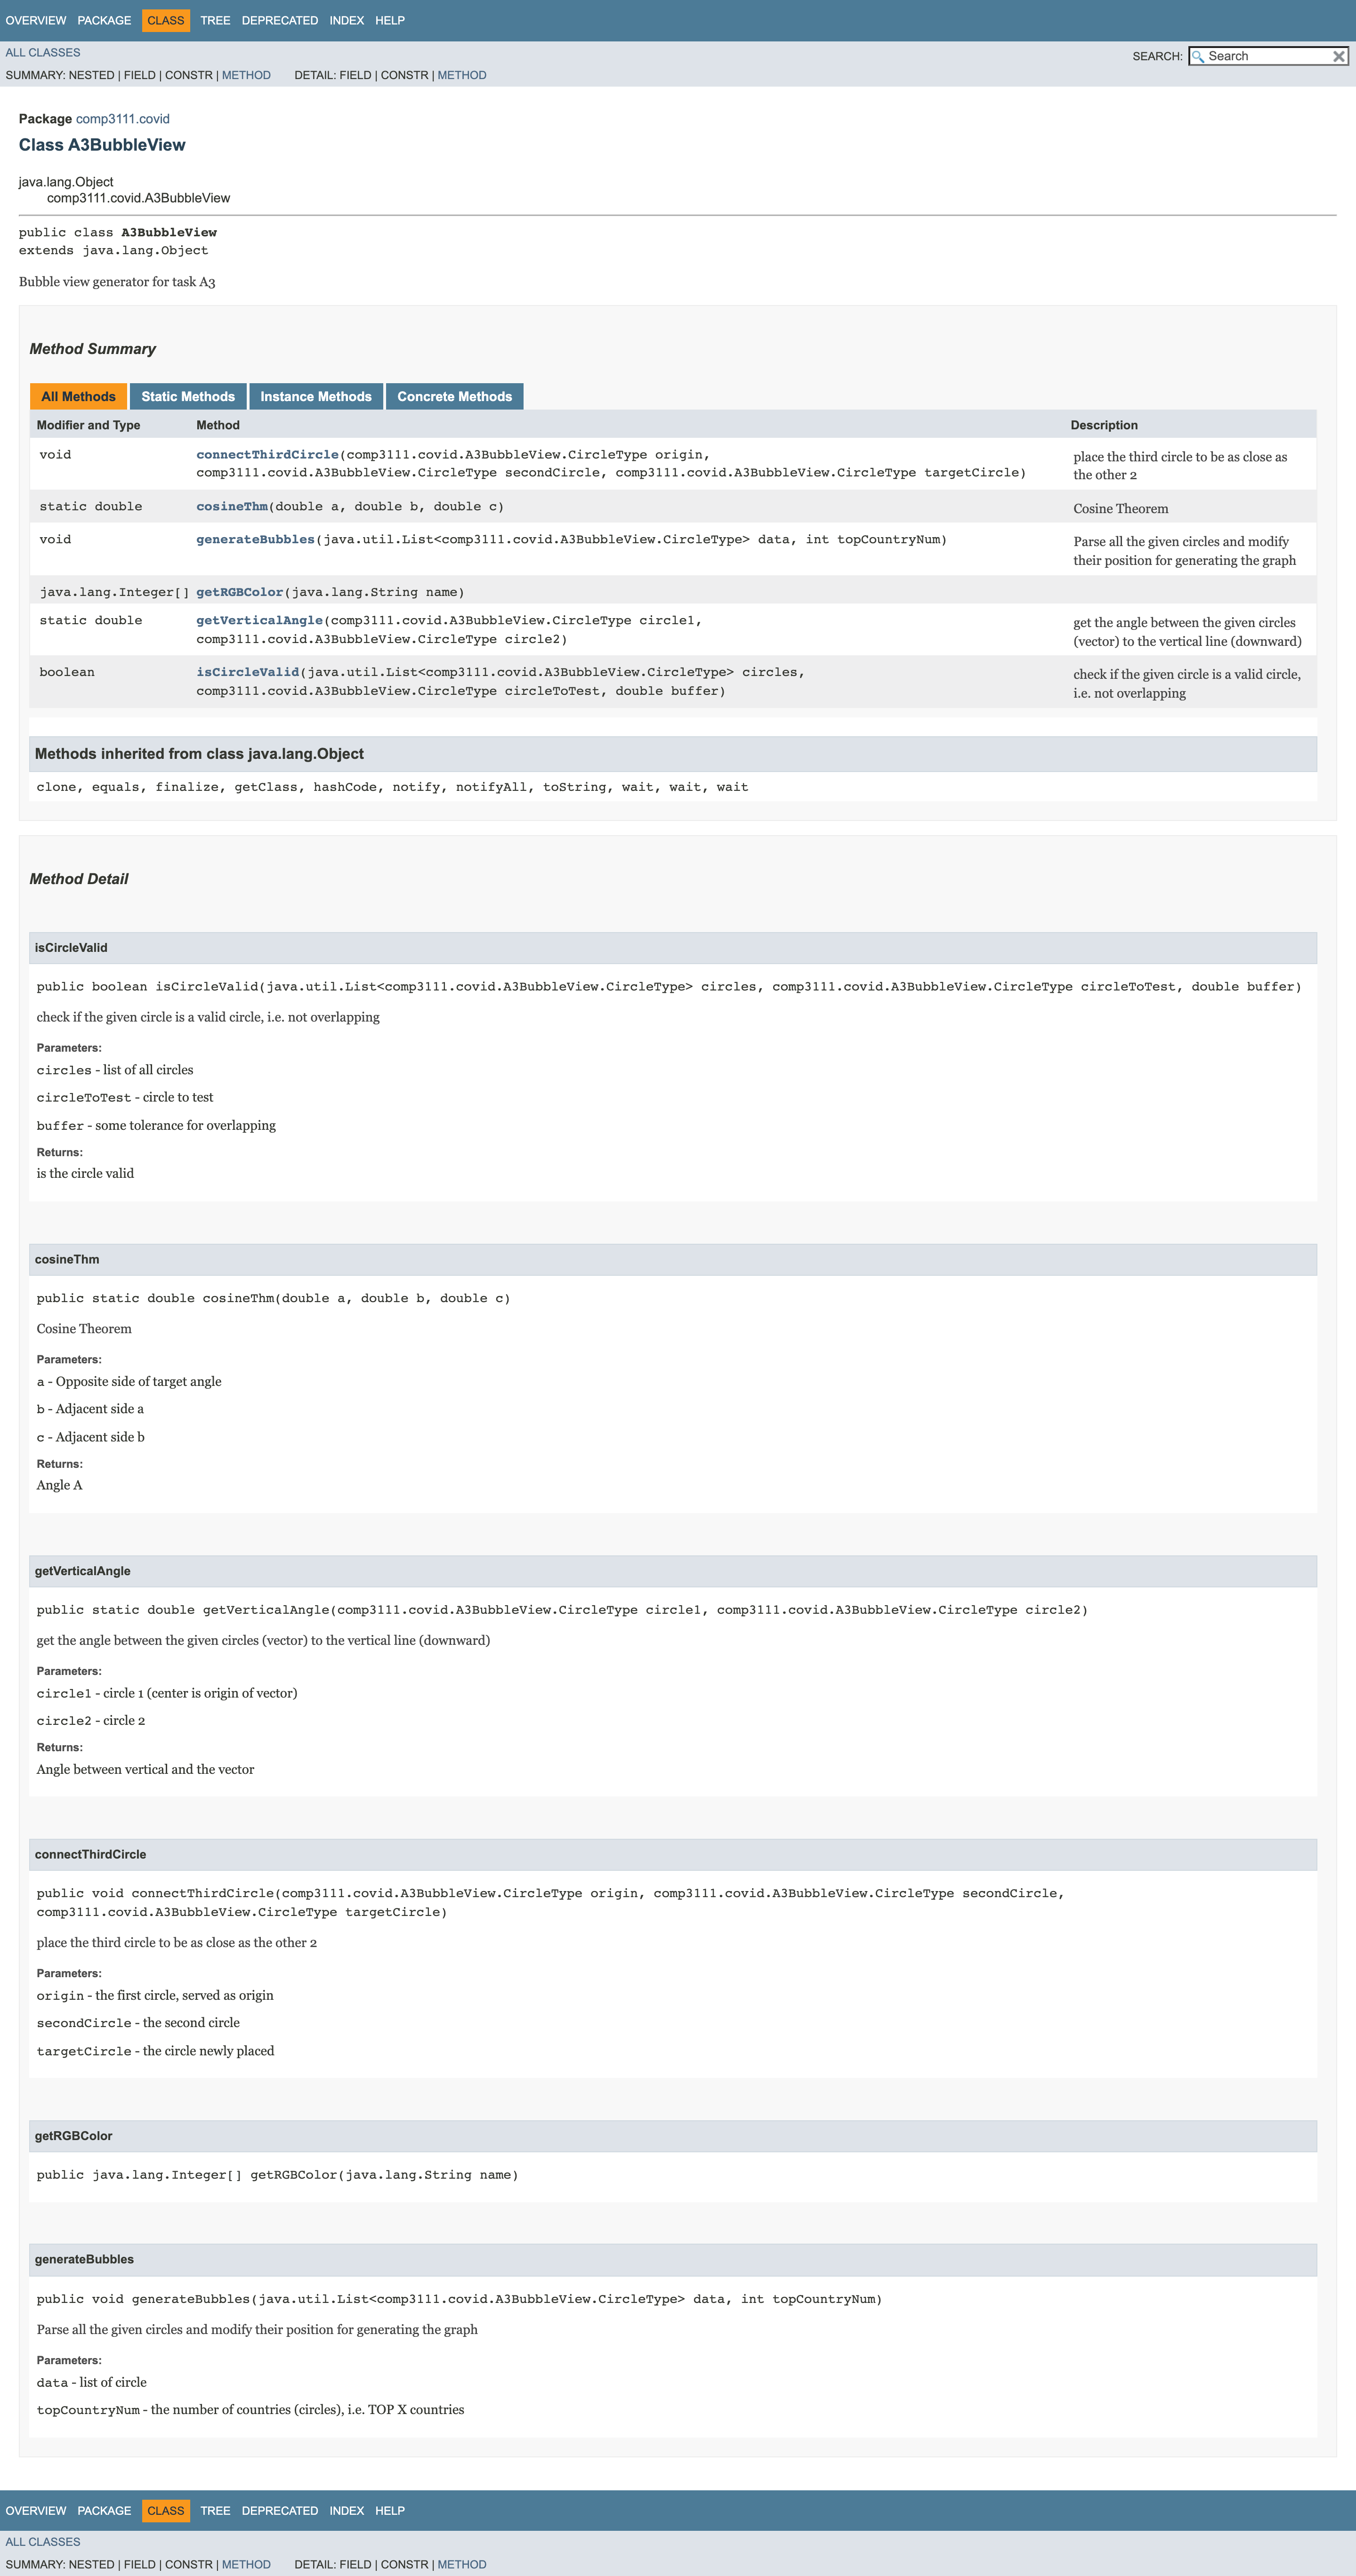 OVERVIEW PACKAGE CLASS TREE DEPRECATED INDEX HELP
ALL CLASSES
SEARCH: Search
SUMMARY: NESTED | FIELD | CONSTR | METHOD DETAIL: FIELD | CONSTR | METHOD
Package comp3111.covid
Class A3BubbleView
java.lang.Object
comp3111.covid.A3BubbleView
public class A3BubbleView
extends java.lang.Object
Bubble view generator for task A3
Method Summary
All Methods Static Methods Instance Methods Concrete Methods
Modifier and Type Method Description
void connectThirdCircle(comp3111.covid.A3BubbleView.CircleType origin,
comp3111.covid.A3BubbleView.CircleType secondCircle, comp3111.covid.A3BubbleView.CircleType targetCircle)
place the third circle to be as close as
the other 2
static double cosineThm(double a, double b, double c) Cosine Theorem
void generateBubbles(java.util.List<comp3111.covid.A3BubbleView.CircleType> data, int topCountryNum)
Parse all the given circles and modify
their position for generating the graph
java.lang.Integer[] getRGBColor(java.lang.String name)
static double getVerticalAngle(comp3111.covid.A3BubbleView.CircleType circle1,
comp3111.covid.A3BubbleView.CircleType circle2)
get the angle between the given circles
(vector) to the vertical line (downward)
boolean isCircleValid(java.util.List<comp3111.covid.A3BubbleView.CircleType> circles,
comp3111.covid.A3BubbleView.CircleType circleToTest, double buffer)
check if the given circle is a valid circle,
i.e. not overlapping
Methods inherited from class java.lang.Object
clone, equals, finalize, getClass, hashCode, notify, notifyAll, toString, wait, wait, wait
Method Detail
isCircleValid
public boolean isCircleValid(java.util.List<comp3111.covid.A3BubbleView.CircleType> circles, comp3111.covid.A3BubbleView.CircleType circleToTest, double buffer)
check if the given circle is a valid circle, i.e. not overlapping
Parameters:
circles - list of all circles
circleToTest - circle to test
buffer - some tolerance for overlapping
Returns:
is the circle valid
cosineThm
public static double cosineThm(double a, double b, double c)
Cosine Theorem
Parameters:
a - Opposite side of target angle
b - Adjacent side a
c - Adjacent side b
Returns:
Angle A
getVerticalAngle
public static double getVerticalAngle(comp3111.covid.A3BubbleView.CircleType circle1, comp3111.covid.A3BubbleView.CircleType circle2)
get the angle between the given circles (vector) to the vertical line (downward)
Parameters:
circle1 - circle 1 (center is origin of vector)
circle2 - circle 2
Returns:
Angle between vertical and the vector
connectThirdCircle
public void connectThirdCircle(comp3111.covid.A3BubbleView.CircleType origin, comp3111.covid.A3BubbleView.CircleType secondCircle,
comp3111.covid.A3BubbleView.CircleType targetCircle)
place the third circle to be as close as the other 2
Parameters:
origin - the first circle, served as origin
secondCircle - the second circle
targetCircle - the circle newly placed
getRGBColor
public java.lang.Integer[] getRGBColor(java.lang.String name)
generateBubbles
public void generateBubbles(java.util.List<comp3111.covid.A3BubbleView.CircleType> data, int topCountryNum)
Parse all the given circles and modify their position for generating the graph
Parameters:
data - list of circle
topCountryNum - the number of countries (circles), i.e. TOP X countries
OVERVIEW PACKAGE CLASS TREE DEPRECATED INDEX HELP
ALL CLASSES
SUMMARY: NESTED | FIELD | CONSTR | METHOD DETAIL: FIELD | CONSTR | METHOD